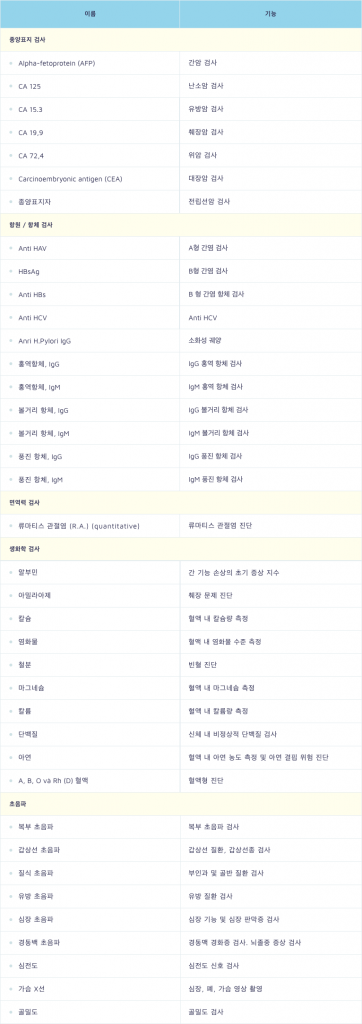 이름 기능
종양표지 검사
Alpha-fetoprotein (AFP) 간암 검사
CA 125 난소암 검사
CA 15.3 유방암 검사
CA 19,9 췌장암 검사
CA 72,4 위암 검사
Carcinoembryonic antigen (CEA) 대장암 검사
종양표지자 전립선암 검사
항원 / 항체 검사
Anti HAV A형 간염 검사
HBsAg B형 간염 검사
Anti HBs B 형 간염 항체 검사
Anti HCV Anti HCV
Anri H.Pylori IgG 소화성 궤양
홍역항체, IgG IgG 홍역 항체 검사
홍역항체, IgM IgM 홍역 항체 검사
볼거리 항체, IgG IgG 볼거리 항체 검사
볼거리 항체, IgM IgM 볼거리 항체 검사
풍진 항체, IgG IgG 풍진 항체 검사
풍진 항체, IgM IgM 풍진 항체 검사
면역력 검사
류마티스 관절염 (R.A.) (quantitative) 류마티스 관절염 진단
생화학 검사
알부민 간 기능 손상의 초기 증상 지수
아밀라아제 췌장 문제 진단
칼슘 혈액 내 칼슘량 측정
염화물 혈액 내 염화물 수준 측정
철분 빈혈 진단
마그네슘 혈액 내 마그네슘 측정
칼륨 혈액 내 칼륨량 측정
단백질 신체 내 비정상적 단백질 검사
아연 혈액 내 아연 농도 측정 및 아연 결핍 위험 진단
A, B, O và Rh (D) 혈액 혈액형 진단
초음파
복부 초음파 복부 초음파 검사
갑상선 초음파 갑상선 질환, 갑상선종 검사
질식 초음파 부인과 및 골반 질환 검사
유방 초음파 유방 질환 검사
심장 초음파 심장 기능 및 심장 판막증 검사
경동맥 초음파 경동맥 경화증 검사. 뇌졸중 증상 검사
심전도 심전도 신호 검사
가슴 X선 심장, 폐, 가슴 영상 촬영
골밀도 골밀도 검사